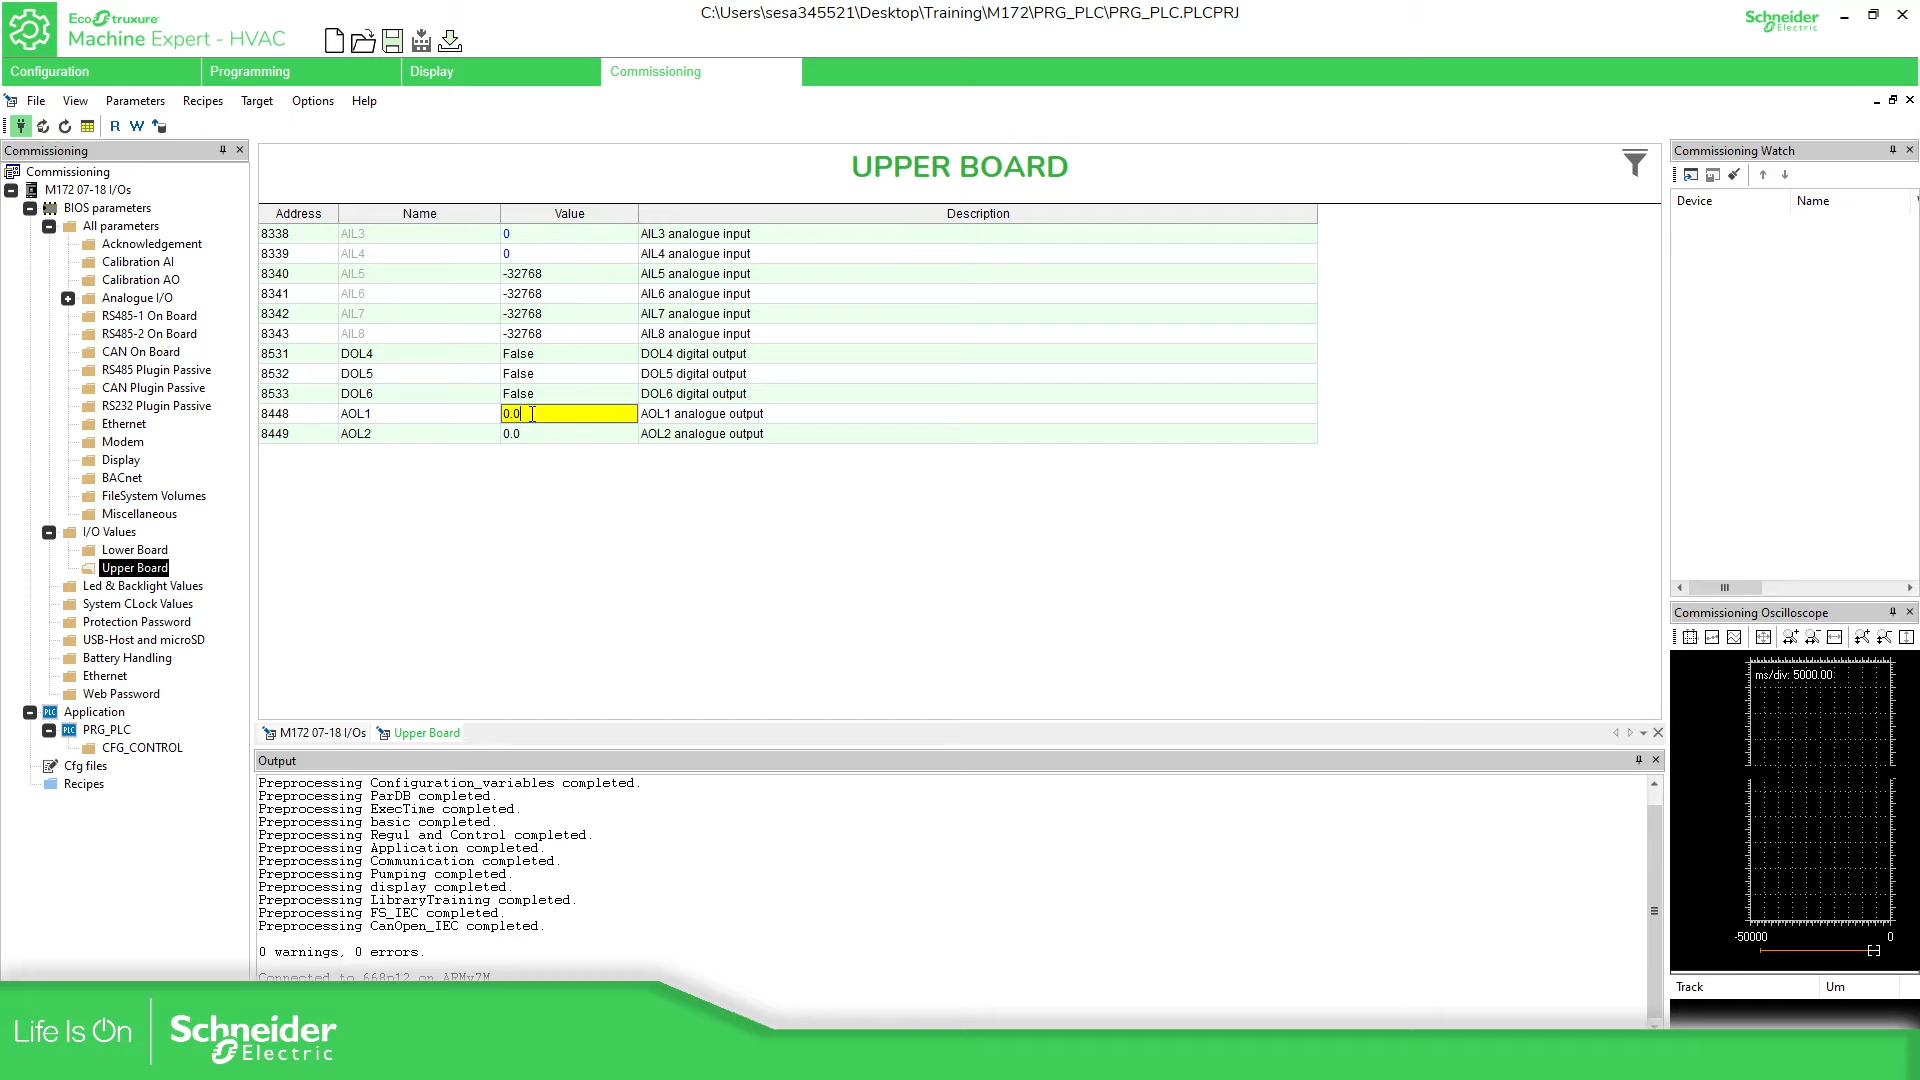 C:\Users\sesa345521\Desktop\Training\M172\PRG_PLC\PRG_PLC.PLCPRJ
EcoStruxure
Machine Expert - HVAC
Schneider Electric
Configuration Programming Display Commissioning
File View Parameters Recipes Target Options Help
R W
Commissioning
Commissioning
M172 07-18 I/Os
BIOS parameters
All parameters
Acknowledgement
Calibration AI
Calibration AO
Analogue I/O
RS485-1 On Board
RS485-2 On Board
CAN On Board
RS485 Plugin Passive
CAN Plugin Passive
RS232 Plugin Passive
Ethernet
Modem
Display
BACnet
FileSystem Volumes
Miscellaneous
I/O Values
Lower Board
Upper Board
Led & Backlight Values
System CLock Values
Protection Password
USB-Host and microSD
Battery Handling
Ethernet
Web Password
Application
PRG_PLC
CFG_CONTROL
Cfg files
Recipes
UPPER BOARD
Address Name Value Description
8338 AIL3 0 AIL3 analogue input
8339 AIL4 0 AIL4 analogue input
8340 AIL5 -32768 AIL5 analogue input
8341 AIL6 -32768 AIL6 analogue input
8342 AIL7 -32768 AIL7 analogue input
8343 AIL8 -32768 AIL8 analogue input
8531 DOL4 False DOL4 digital output
8532 DOL5 False DOL5 digital output
8533 DOL6 False DOL6 digital output
8448 AOL1 0.0 AOL1 analogue output
8449 AOL2 0.0 AOL2 analogue output
M172 07-18 I/Os Upper Board
Output
Preprocessing Configuration_variables completed.
Preprocessing ParDB completed.
Preprocessing ExecTime completed.
Preprocessing basic completed.
Preprocessing Regul and Control completed.
Preprocessing Application completed.
Preprocessing Communication completed.
Preprocessing Pumping completed.
Preprocessing display completed.
Preprocessing LibraryTraining completed.
Preprocessing FS_IEC completed.
Preprocessing CanOpen_IEC completed.
0 warnings, 0 errors.
Connected to 668p12 on ARMv7M
Commissioning Watch
Device Name
Commissioning Oscilloscope
ms/div: 5000.00
-50000 0
Track Um
Life Is On
Schneider
Electric